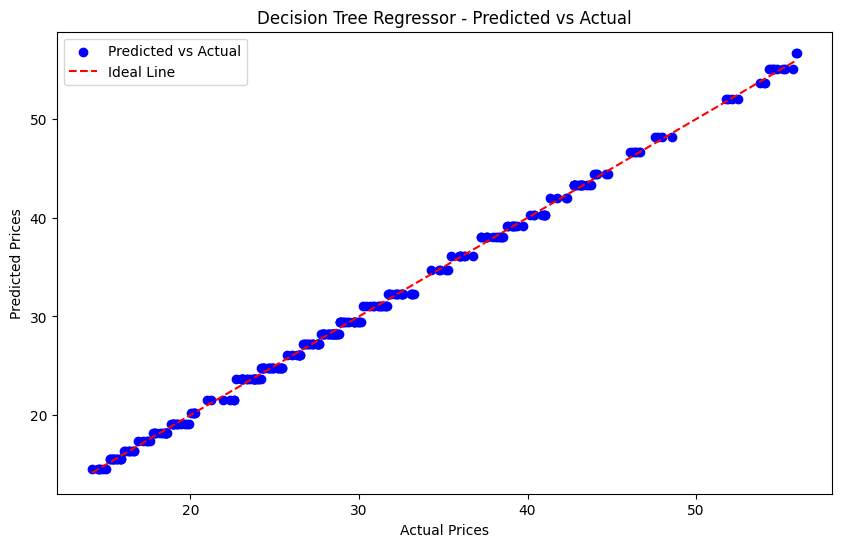 Decision Tree Regressor - Predicted vs Actual
Predicted vs Actual
Ideal Line
Predicted Prices
50
40
30
20
20 30 40 50
Actual Prices